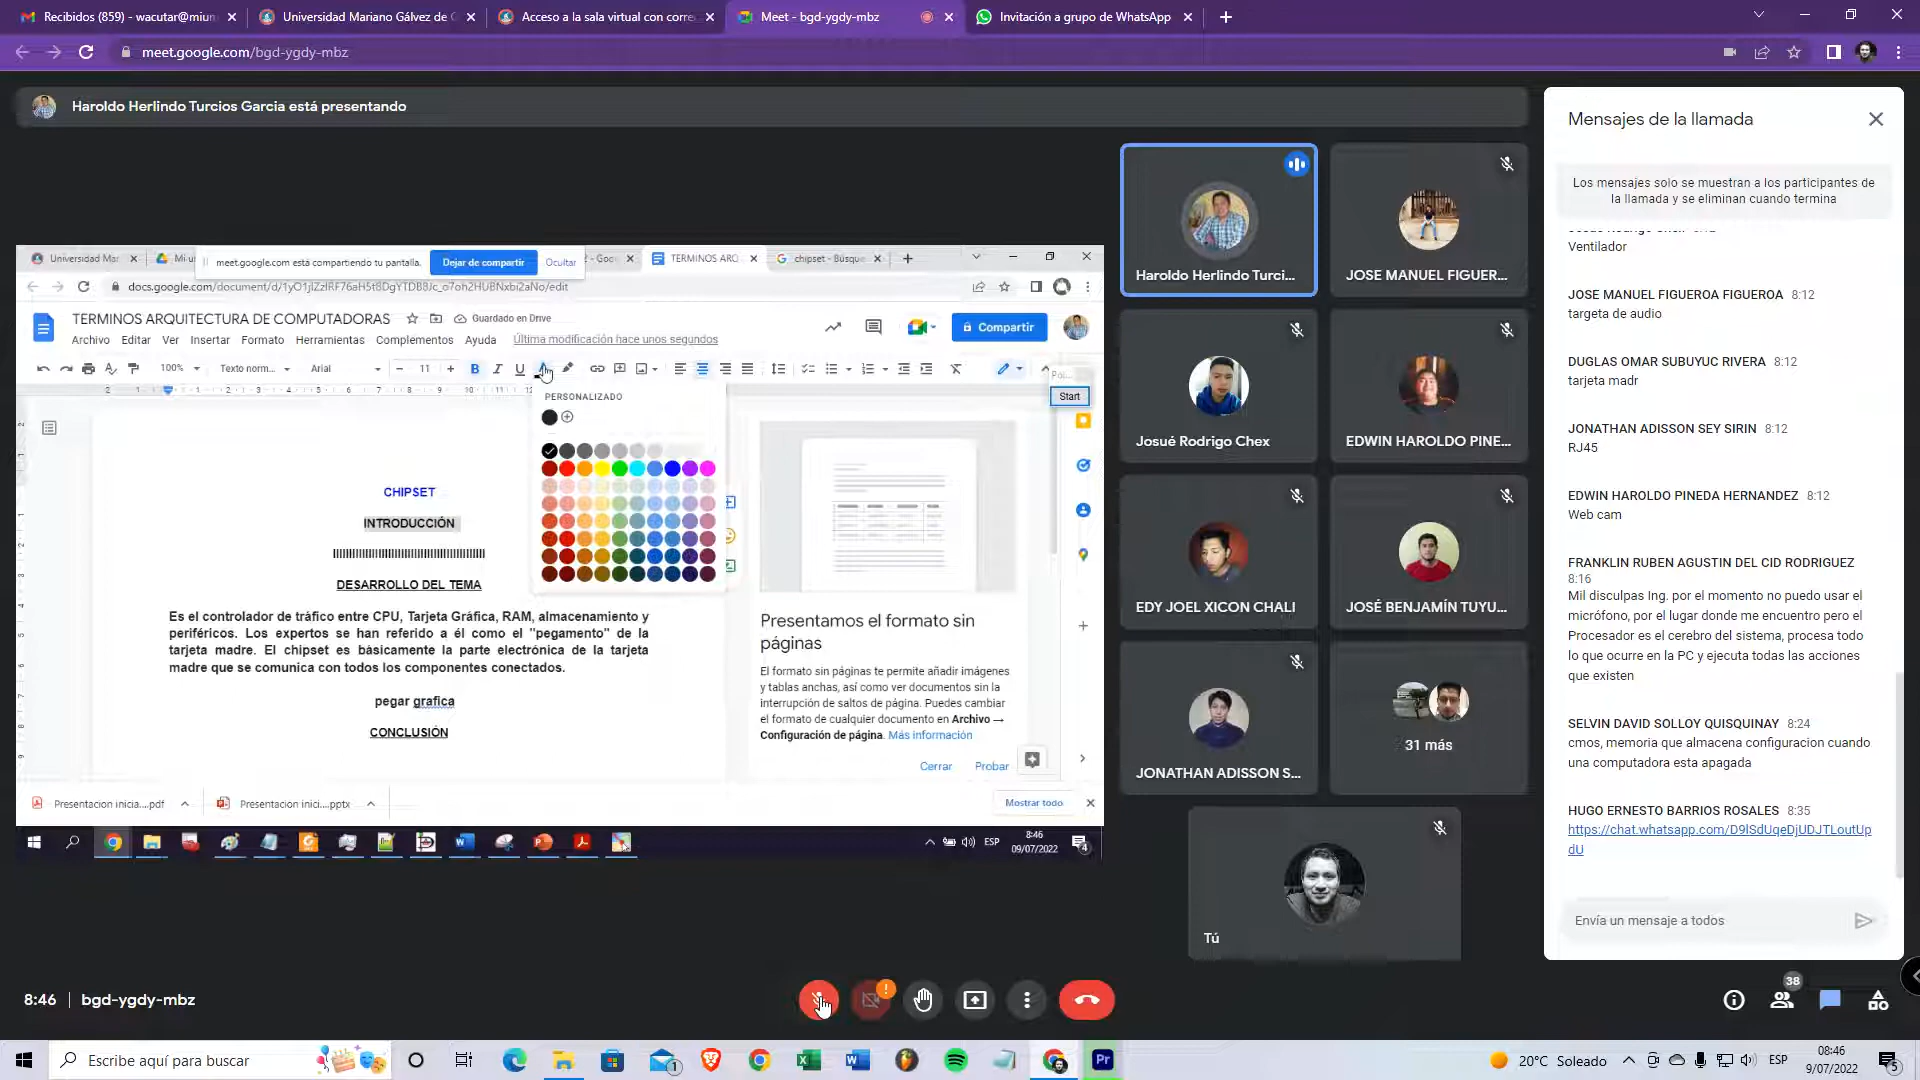 Recibidos (859) - wacutar@miun
Universidad Mariano Gálvez de G
Acceso a la sala virtual con corre
Meet - bgd-ygdy-mbz
Invitación a grupo de WhatsApp
meet.google.com/bgd-ygdy-mbz
Haroldo Herlindo Turcios Garcia está presentando
Universidad Mar
Mi u
meet.google.com está compartiendo tu pantalla.
Dejar de compartir
Ocultar
TERMINOS ARQ
chipset - Búsque
docs.google.com/document/d/1yO1jlZzIRF76aH5t8DgYTDB8Jc_o7oh2HUBNxbi2aNo/edit
TERMINOS ARQUITECTURA DE COMPUTADORAS
Guardado en Drive
Archivo Editar Ver Insertar Formato Herramientas Complementos Ayuda
Última modificación hace unos segundos
Compartir
100%
Texto norm...
Arial
11
Start
PERSONALIZADO
CHIPSET
INTRODUCCIÓN
DESARROLLO DEL TEMA
Es el controlador de tráfico entre CPU, Tarjeta Gráfica, RAM, almacenamiento y
periféricos. Los expertos se han referido a él como el "pegamento" de la
tarjeta madre. El chipset es básicamente la parte electrónica de la tarjeta
madre que se comunica con todos los componentes conectados.
pegar grafica
CONCLUSIÓN
Presentamos el formato sin
páginas
El formato sin páginas te permite añadir imágenes
y tablas anchas, así como ver documentos sin la
interrupción de saltos de página. Puedes cambiar
el formato de cualquier documento en Archivo →
Configuración de página. Más información
Cerrar
Probar
Presentacion inicia....pdf
Presentacion inici....pptx
Mostrar todo
ESP
8:46
09/07/2022
4
Haroldo Herlindo Turci...
JOSE MANUEL FIGUER...
Josué Rodrigo Chex
EDWIN HAROLDO PINE...
EDY JOEL XICON CHALI
JOSÉ BENJAMÍN TUYU...
JONATHAN ADISSON S...
31 más
Tú
Mensajes de la llamada
Los mensajes solo se muestran a los participantes de
la llamada y se eliminan cuando termina
Ventilador
JOSE MANUEL FIGUEROA FIGUEROA 8:12
targeta de audio
DUGLAS OMAR SUBUYUC RIVERA 8:12
tarjeta madr
JONATHAN ADISSON SEY SIRIN 8:12
RJ45
EDWIN HAROLDO PINEDA HERNANDEZ 8:12
Web cam
FRANKLIN RUBEN AGUSTIN DEL CID RODRIGUEZ
8:16
Mil disculpas Ing. por el momento no puedo usar el
micrófono, por el lugar donde me encuentro pero el
Procesador es el cerebro del sistema, procesa todo
lo que ocurre en la PC y ejecuta todas las acciones
que existen
SELVIN DAVID SOLLOY QUISQUINAY 8:24
cmos, memoria que almacena configuracion cuando
una computadora esta apagada
HUGO ERNESTO BARRIOS ROSALES 8:35
https://chat.whatsapp.com/D9lSdUqeDjUDJTLoutUp
dU
Envía un mensaje a todos
8:46 | bgd-ygdy-mbz
38
Escribe aquí para buscar
1
20°C Soleado
ESP
08:46
9/07/2022
5